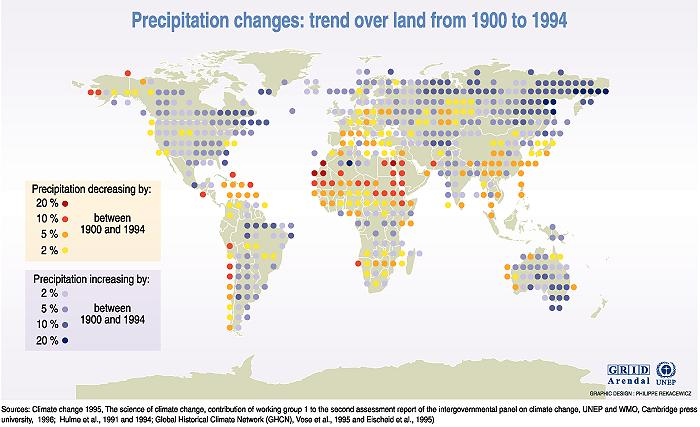 Precipitation changes: trend over land from 1900 to 1994
Precipitation decreasing by:
20 %
10 %
5 %
2 %
between
1900 and 1994
Precipitation increasing by:
2 %
5 %
10 %
20 %
between
1900 and 1994
GRID
Arendal UNEP
GRAPHIC DESIGN : PHILIPPE REKACEWICZ
Sources: Climate change 1995, The science of climate change, contribution of working group 1 to the second assessment report of the intergovernmental panel on climate change, UNEP and WMO, Cambridge press
university, 1996; Hulme et al., 1991 and 1994; Global Historical Climate Network (GHCN), Vose et al., 1995 and Eischeid et al., 1995)